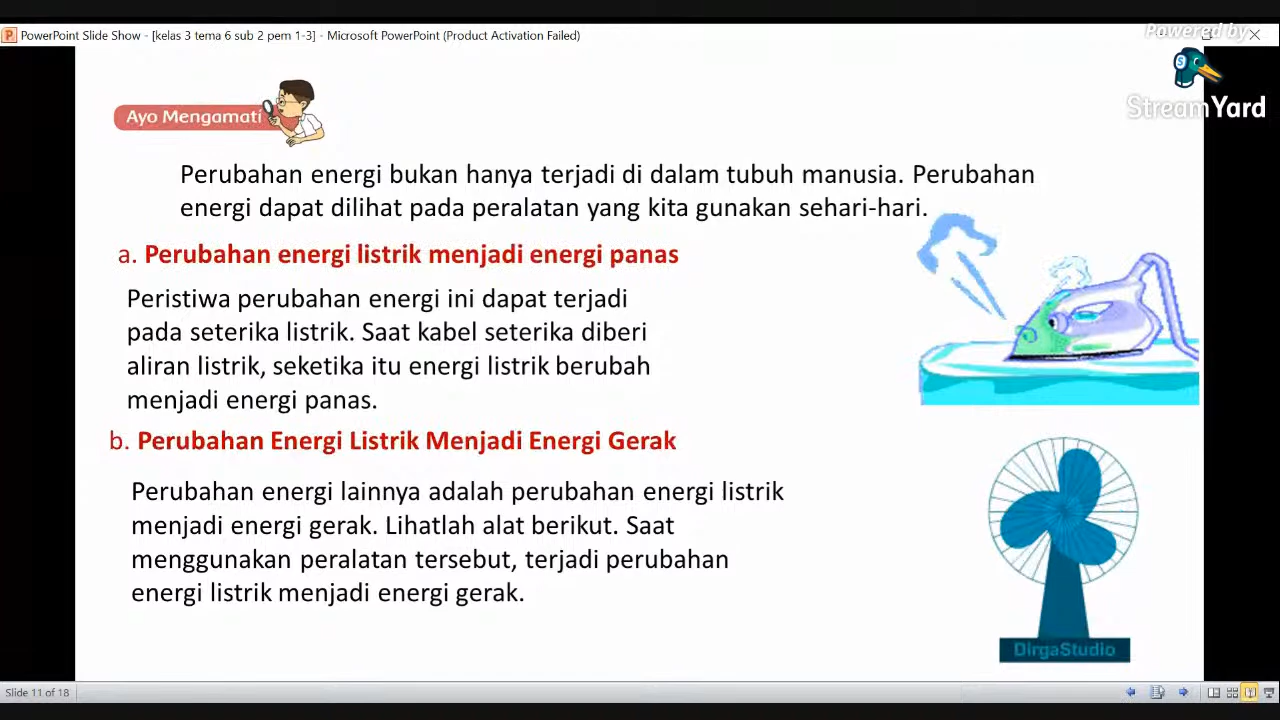 PowerPoint Slide Show - [kelas 3 tema 6 sub 2 pem 1-3] - Microsoft PowerPoint (Product Activation Failed)
Powered by
StreamYard
Ayo Mengamati
Perubahan energi bukan hanya terjadi di dalam tubuh manusia. Perubahan
energi dapat dilihat pada peralatan yang kita gunakan sehari-hari.
a. Perubahan energi listrik menjadi energi panas
Peristiwa perubahan energi ini dapat terjadi
pada seterika listrik. Saat kabel seterika diberi
aliran listrik, seketika itu energi listrik berubah
menjadi energi panas.
b. Perubahan Energi Listrik Menjadi Energi Gerak
Perubahan energi lainnya adalah perubahan energi listrik
menjadi energi gerak. Lihatlah alat berikut. Saat
menggunakan peralatan tersebut, terjadi perubahan
energi listrik menjadi energi gerak.
DirgaStudio
Slide 11 of 18